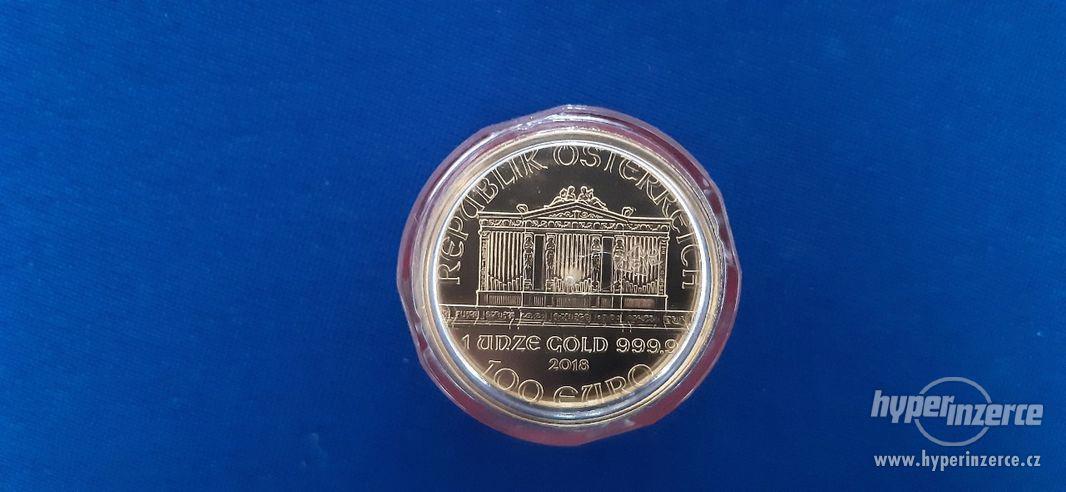 REPUBLIK ÖSTERREICH
1 UNZE GOLD 999.9
2018
100 EURO
hyperinzerce
www.hyperinzerce.cz